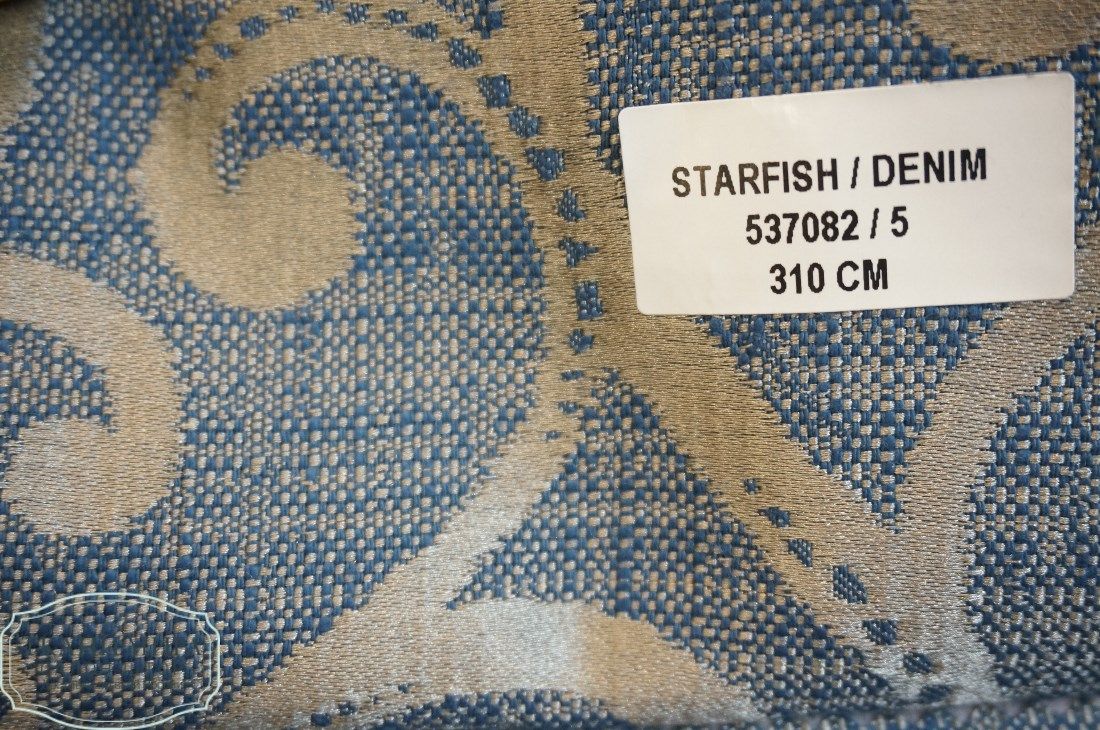 STARFISH / DENIM
537082 / 5
310 CM